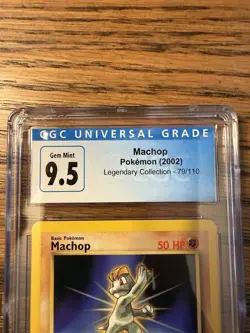 CGC UNIVERSAL GRADE
Gem Mint
9.5
Machop
Pokémon (2002)
Legendary Collection - 79/110
Basic Pokémon
Machop
50 HP